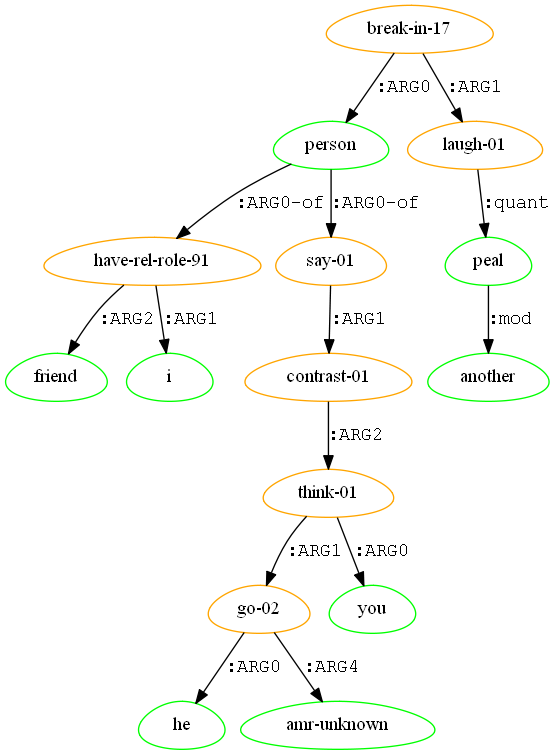 break-in-17
:ARG0 :ARG1
person laugh-01
:ARG0-of :ARG0-of :quant
have-rel-role-91 say-01 peal
:ARG2 :ARG1 :ARG1 :mod
friend i contrast-01 another
:ARG2
think-01
:ARG1 :ARG0
go-02 you
:ARG0 :ARG4
he amr-unknown